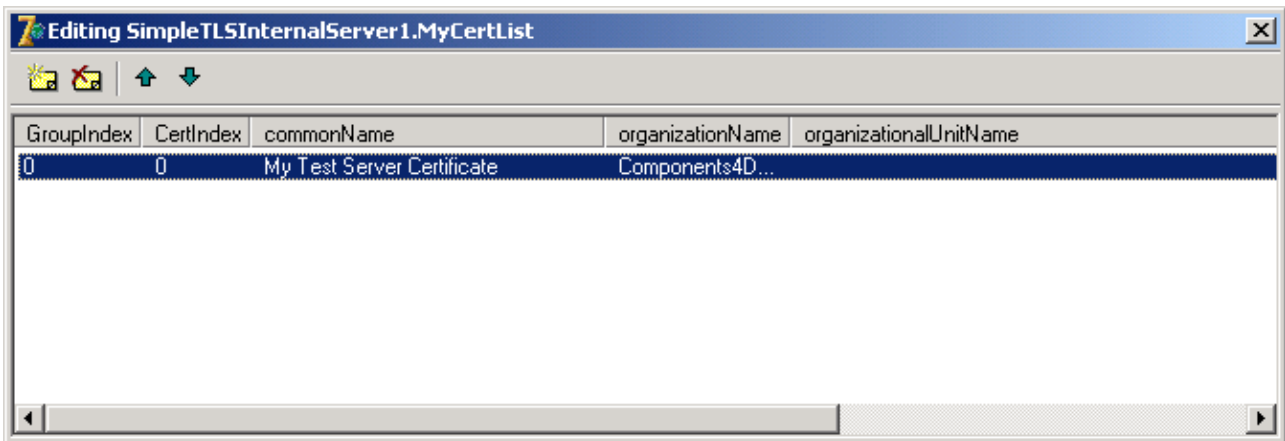 Editing SimpleTLSInternalServer1.MyCertList
GroupIndex CertIndex commonName organizationName organizationalUnitName
0 0 My Test Server Certificate Components4D...